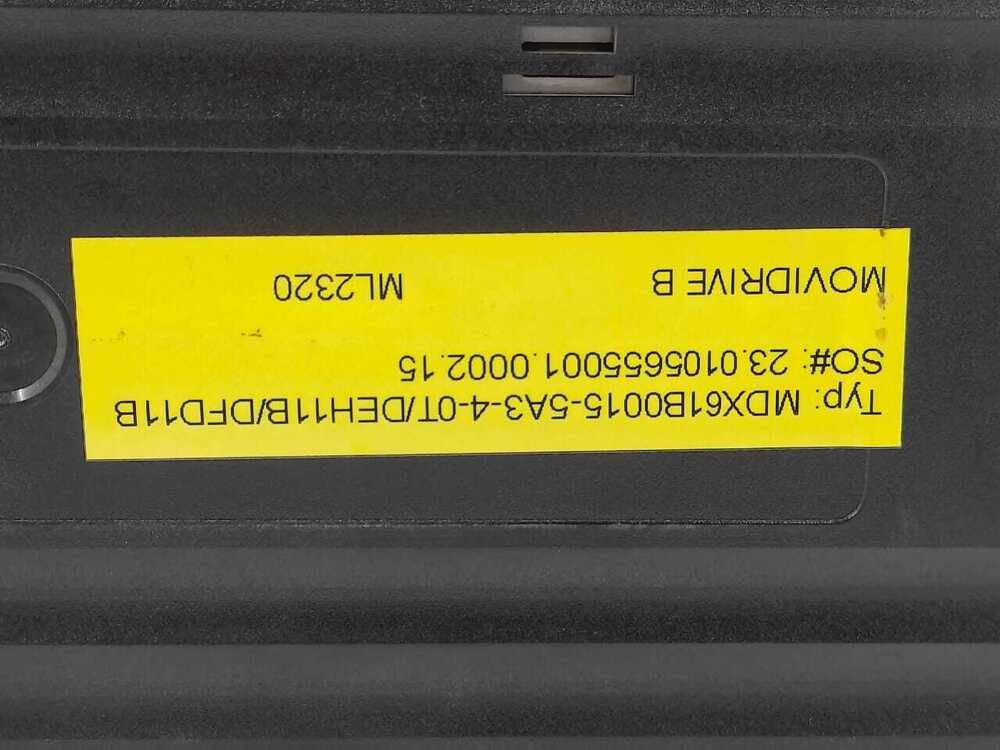 MOVIDRIVE B ML2320
SO#: 23.0105655001.0002.15
Typ: MDX61B0015-5A3-4-0T/DEH11B/DFD11B